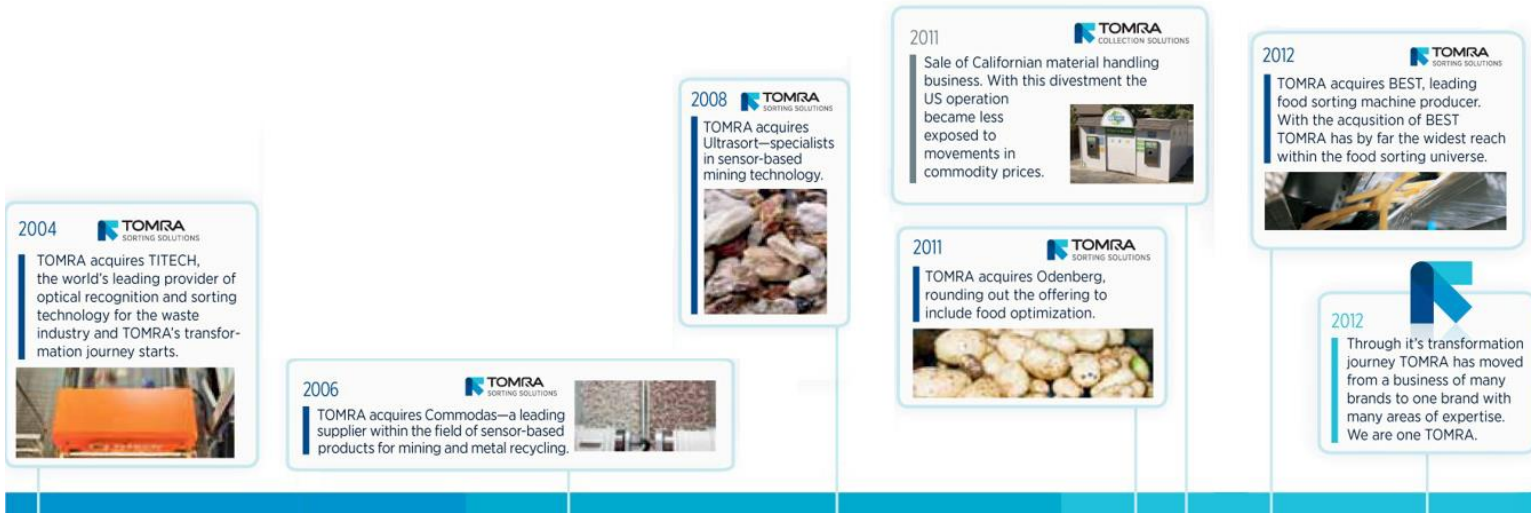 2004
TOMRA
SORTING SOLUTIONS
TOMRA acquires TITECH,
the world's leading provider of
optical recognition and sorting
technology for the waste
industry and TOMRA's transfor-
mation journey starts.
2006
TOMRA
SORTING SOLUTIONS
TOMRA acquires Commodas—a leading
supplier within the field of sensor-based
products for mining and metal recycling.
2008
TOMRA
SORTING SOLUTIONS
TOMRA acquires
Ultrasort—specialists
in sensor-based
mining technology.
2011
TOMRA
COLLECTION SOLUTIONS
Sale of Californian material handling
business. With this divestment the
US operation
became less
exposed to
movements in
commodity prices.
2011
TOMRA
SORTING SOLUTIONS
TOMRA acquires Odenberg,
rounding out the offering to
include food optimization.
2012
TOMRA
SORTING SOLUTIONS
TOMRA acquires BEST, leading
food sorting machine producer.
With the acqusition of BEST
TOMRA has by far the widest reach
within the food sorting universe.
2012
Through it's transformation
journey TOMRA has moved
from a business of many
brands to one brand with
many areas of expertise.
We are one TOMRA.